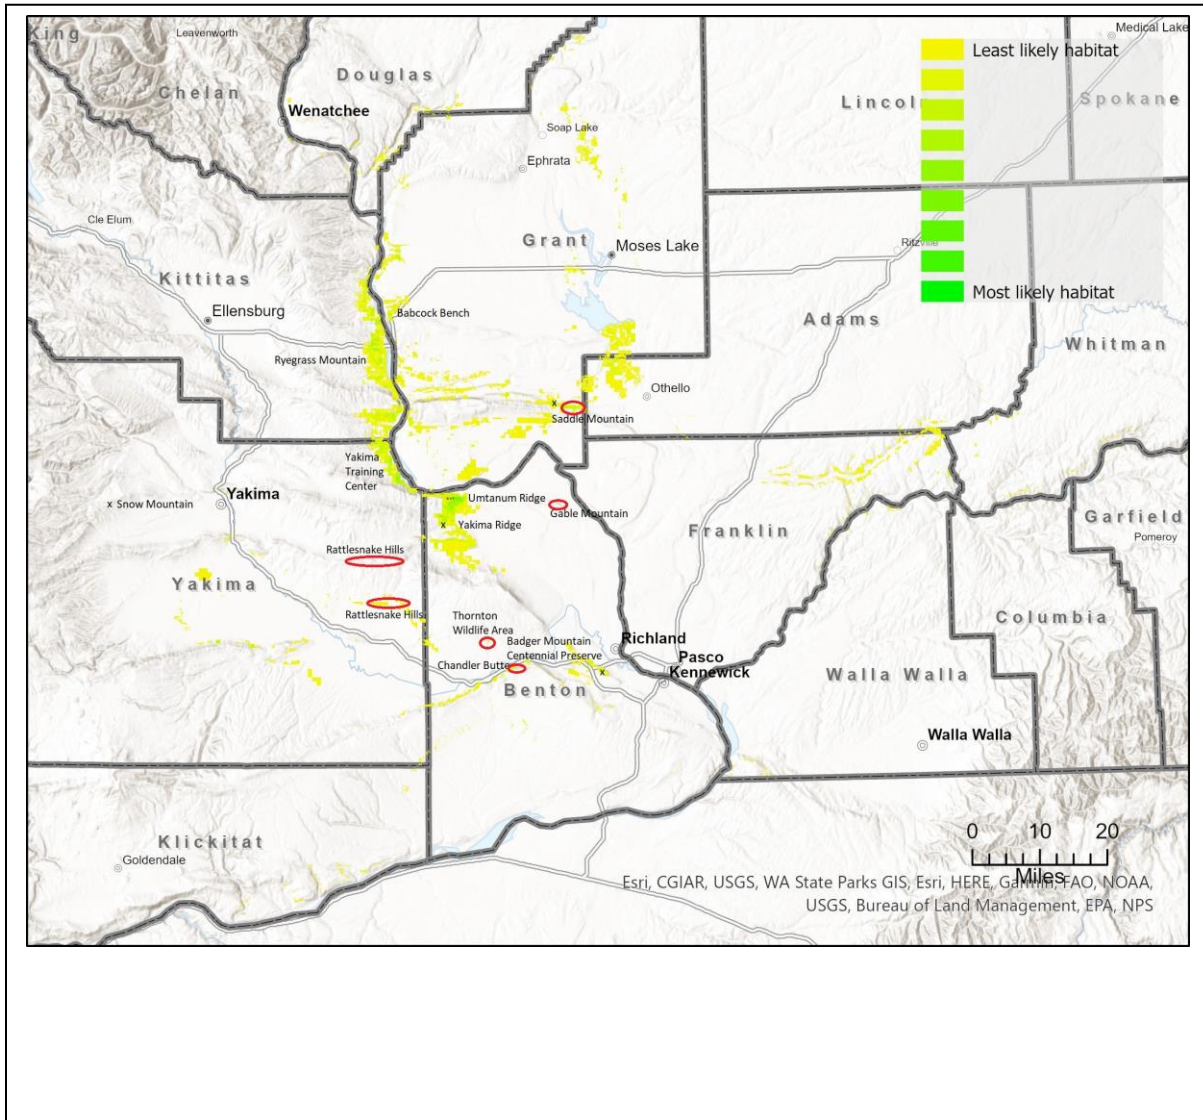 King
Leavenworth
Medical Lake
Douglas
Least likely habitat
Chelan
Lincoln
Spokane
Wenatchee
Soap Lake
Ephrata
Cle Elum
Grant
Moses Lake
Ritzville
Kittitas
Most likely habitat
Ellensburg
Babcock Bench
Adams
Whitman
Ryegrass Mountain
Othello
Saddle Mountain
Yakima
Training
Center
Yakima
x Snow Mountain
Umtanum Ridge
Gable Mountain
x Yakima Ridge
Franklin
Garfield
Pomeroy
Rattlesnake Hills
Yakima
Rattlesnake Hills
Thornton
Wildlife Area
Columbia
Badger Mountain
Centennial Preserve
Richland
Chandler Butte
Pasco
Kennewick
x
x
Benton
Walla Walla
Walla Walla
Klickitat
Goldendale
0 10 20
Miles
Esri, CGIAR, USGS, WA State Parks GIS, Esri, HERE, Garmin, FAO, NOAA,
USGS, Bureau of Land Management, EPA, NPS